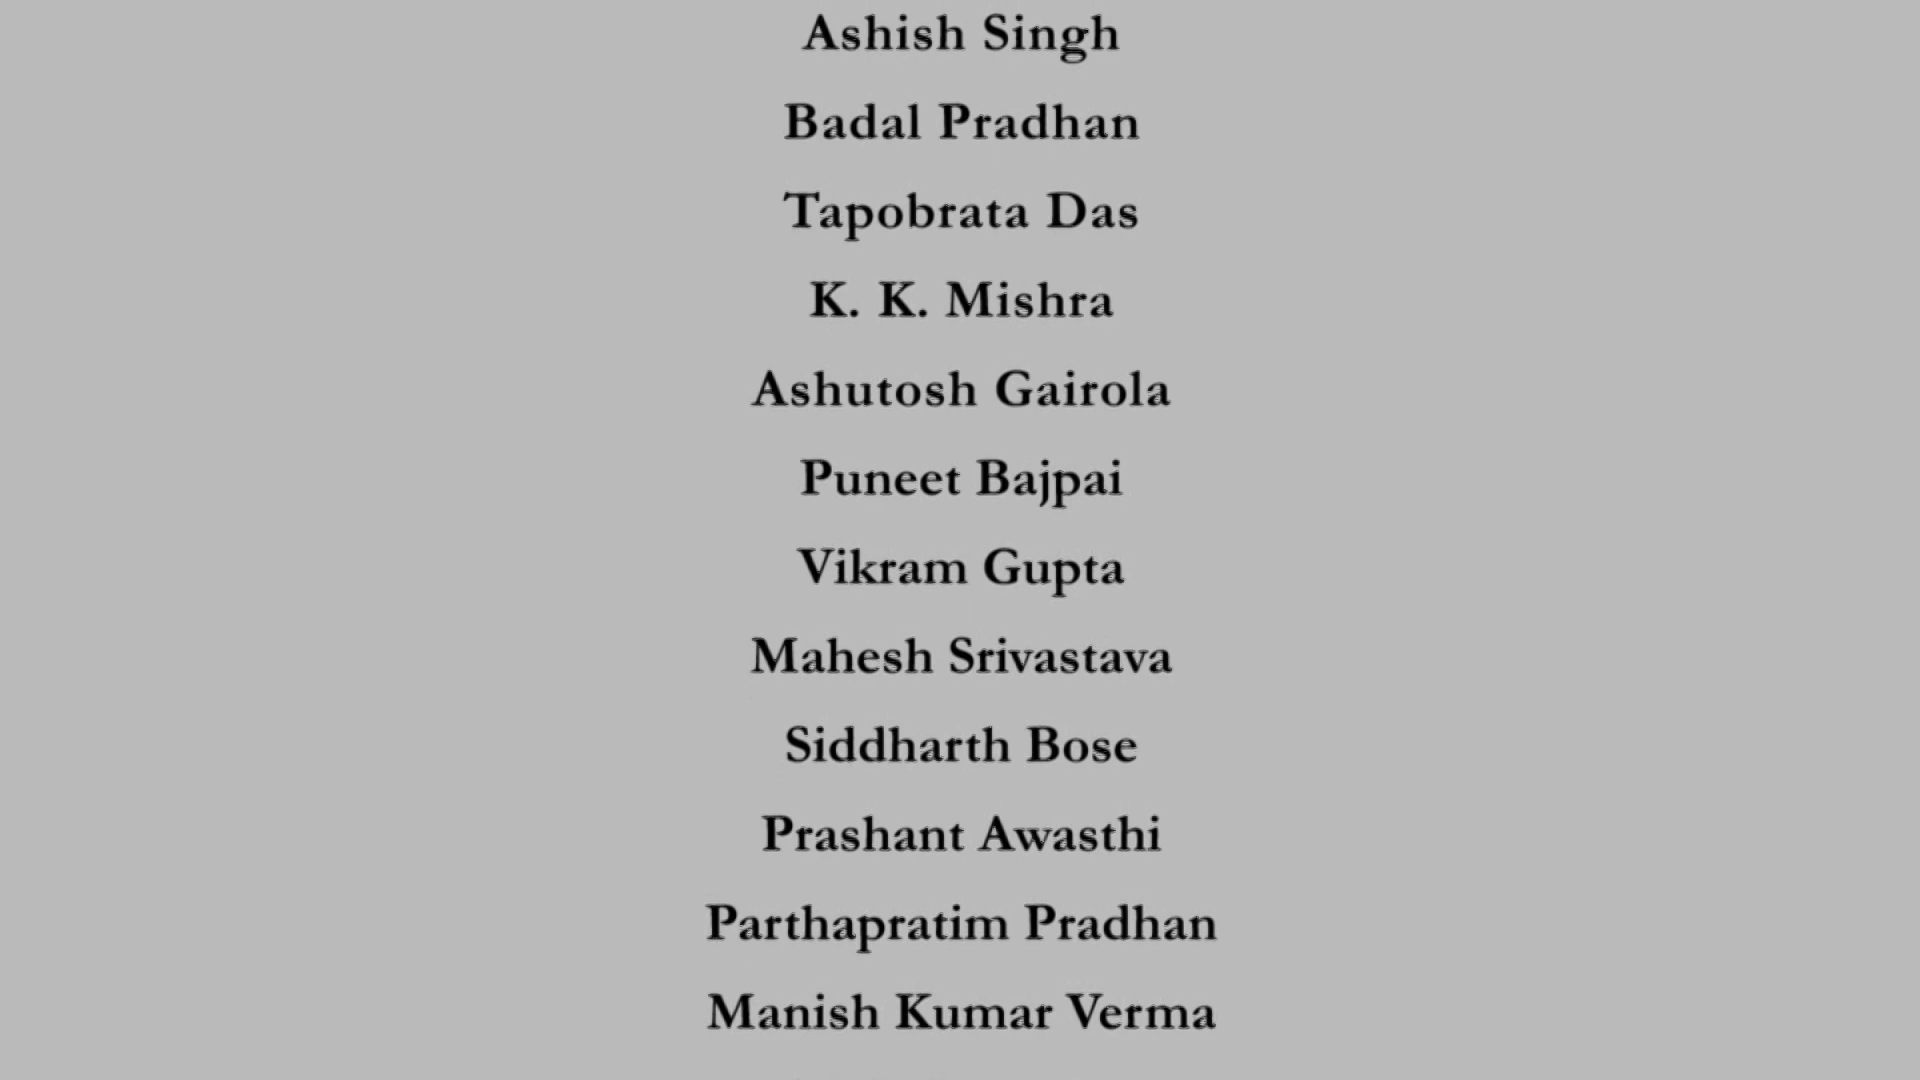 Ashish Singh
Badal Pradhan
Tapobrata Das
K. K. Mishra
Ashutosh Gairola
Puneet Bajpai
Vikram Gupta
Mahesh Srivastava
Siddharth Bose
Prashant Awasthi
Parthapratim Pradhan
Manish Kumar Verma